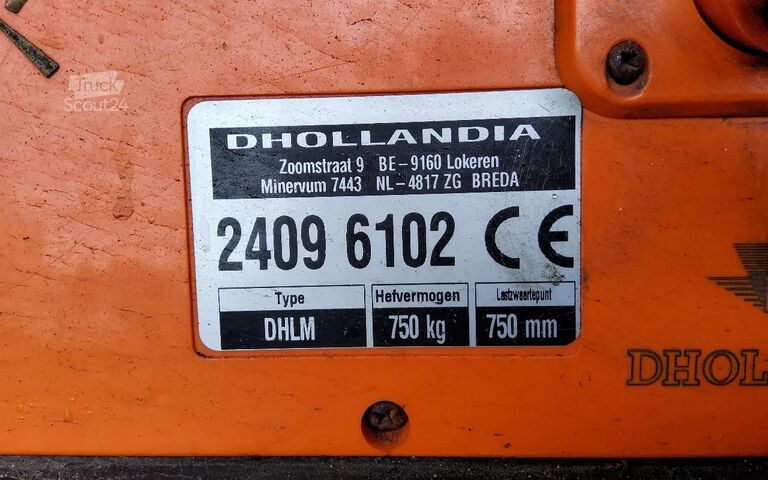 Truck
Scout24
DHOLLANDIA
Zoomstraat 9 BE-9160 Lokeren
Minervum 7443 NL-4817 ZG BREDA
2409 6102 CE
Type Hefvermogen Lastzwaartepunt
DHLM 750 kg 750 mm
DHOL